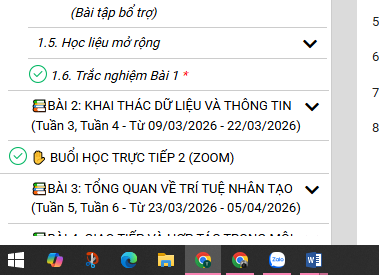 (Bài tập bổ trợ)
1.5. Học liệu mở rộng
1.6. Trắc nghiệm Bài 1 *
BÀI 2: KHAI THÁC DỮ LIỆU VÀ THÔNG TIN
(Tuần 3, Tuần 4 - Từ 09/03/2026 - 22/03/2026)
BUỔI HỌC TRỰC TIẾP 2 (ZOOM)
BÀI 3: TỔNG QUAN VỀ TRÍ TUỆ NHÂN TẠO
(Tuần 5, Tuần 6 - Từ 23/03/2026 - 05/04/2026)
5
6
7
8
Zalo